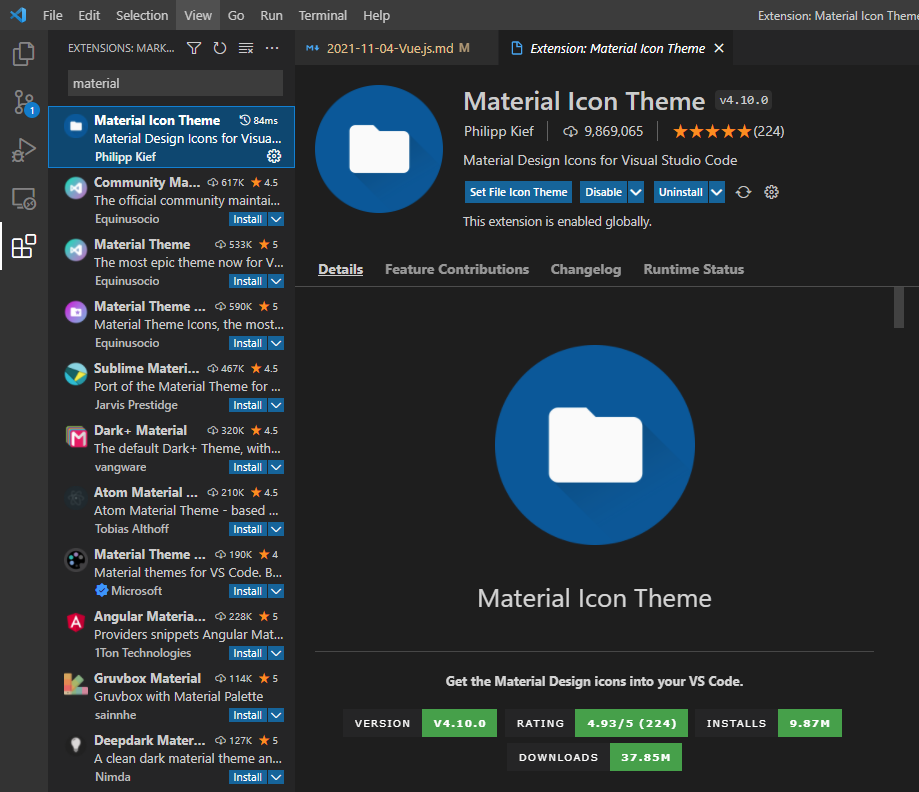 File Edit Selection View Go Run Terminal Help Extension: Material Icon Theme
EXTENSIONS: MARK...
material
Material Icon Theme 84ms
Material Design Icons for Visua...
Philipp Kief
Community Ma... 617K 4.5
The official community maintai...
Equinusocio Install
Material Theme 533K 5
The most epic theme now for V...
Equinusocio Install
Material Theme ... 590K 5
Material Theme Icons, the most...
Equinusocio Install
Sublime Materi... 467K 4.5
Port of the Material Theme for ...
Jarvis Prestidge Install
Dark+ Material 320K 4.5
The default Dark+ Theme, with...
vangware Install
Atom Material ... 210K 4.5
Atom Material Theme - based ...
Tobias Althoff Install
Material Theme ... 190K 4
Material themes for VS Code. B...
Microsoft Install
Angular Materia... 228K 5
Providers snippets Angular Mat...
1Ton Technologies Install
Gruvbox Material 114K 5
Gruvbox with Material Palette
sainnhe Install
Deepdark Mater... 127K 5
A clean dark material theme an...
Nimda Install
1
2021-11-04-Vue.js.md M Extension: Material Icon Theme
Material Icon Theme v4.10.0
Philipp Kief 9,869,065 (224)
Material Design Icons for Visual Studio Code
Set File Icon Theme Disable Uninstall
This extension is enabled globally.
Details Feature Contributions Changelog Runtime Status
Material Icon Theme
Get the Material Design icons into your VS Code.
VERSION V4.10.0 RATING 4.93/5 (224) INSTALLS 9.87M
DOWNLOADS 37.85M